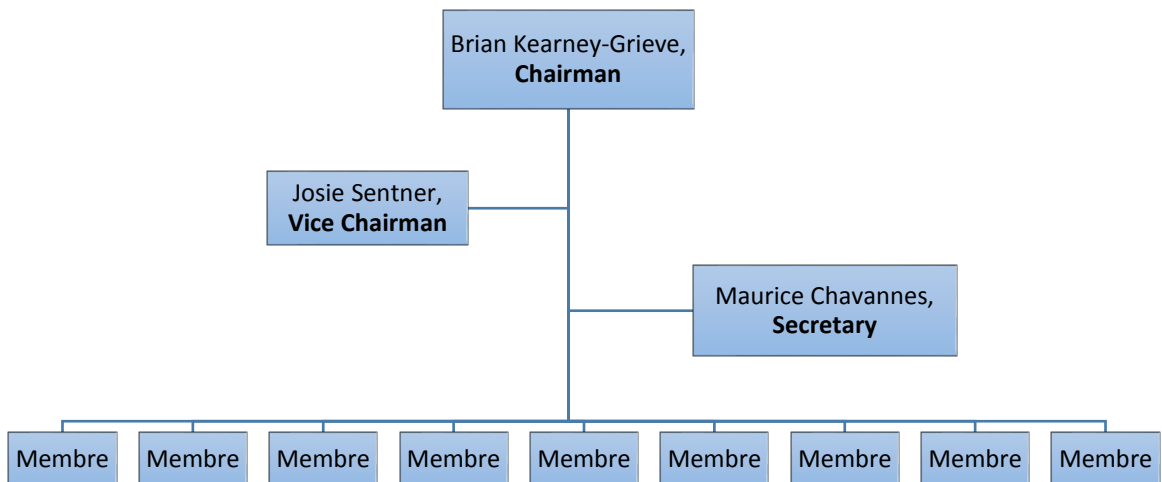 Brian Kearney-Grieve,
Chairman
Josie Sentner,
Vice Chairman
Maurice Chavannes,
Secretary
Membre
Membre
Membre
Membre
Membre
Membre
Membre
Membre
Membre